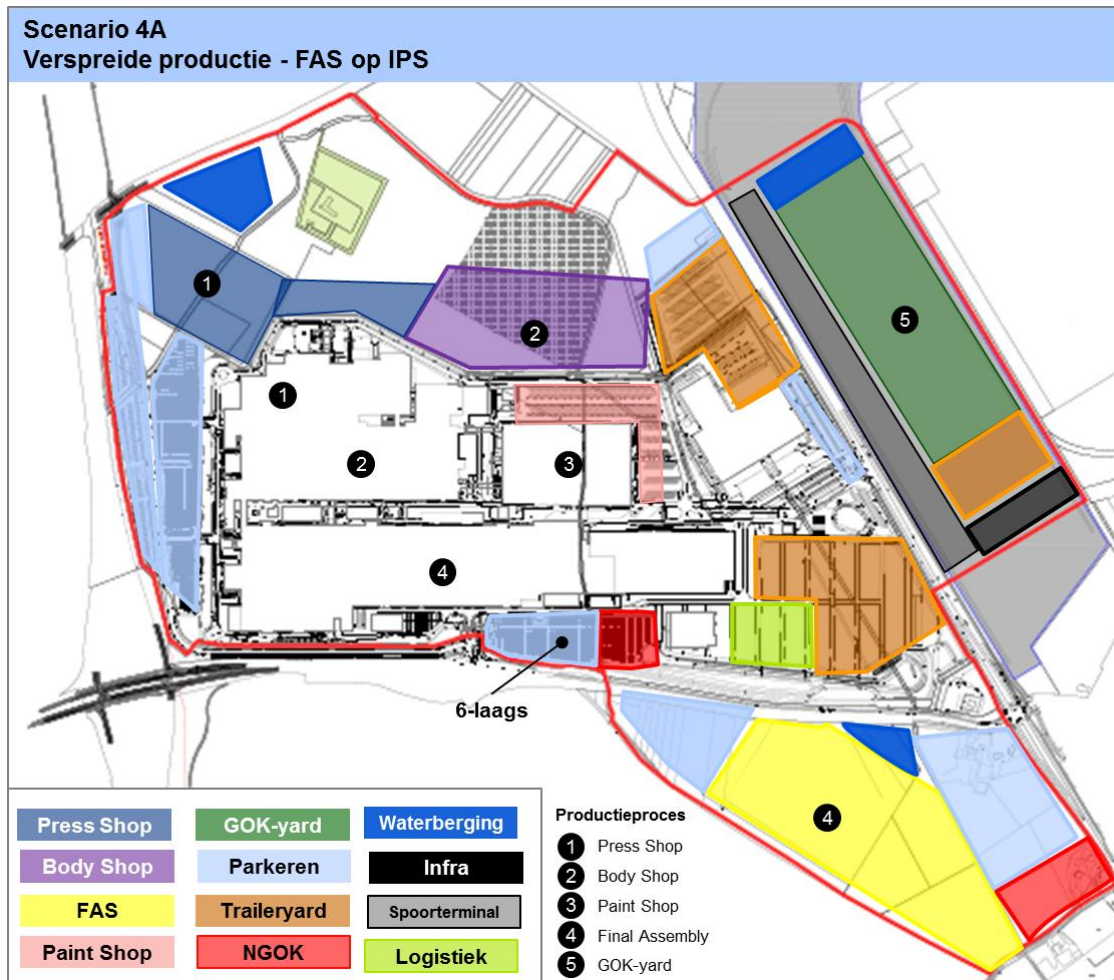 Scenario 4A
Verspreide productie - FAS op IPS
1
2
5
1
2
3
4
6-laags
4
Press Shop
GOK-yard
Waterberging
Body Shop
Parkeren
Infra
FAS
Traileryard
Spoorterminal
Paint Shop
NGOK
Logistiek
Productieproces
1 Press Shop
2 Body Shop
3 Paint Shop
4 Final Assembly
5 GOK-yard